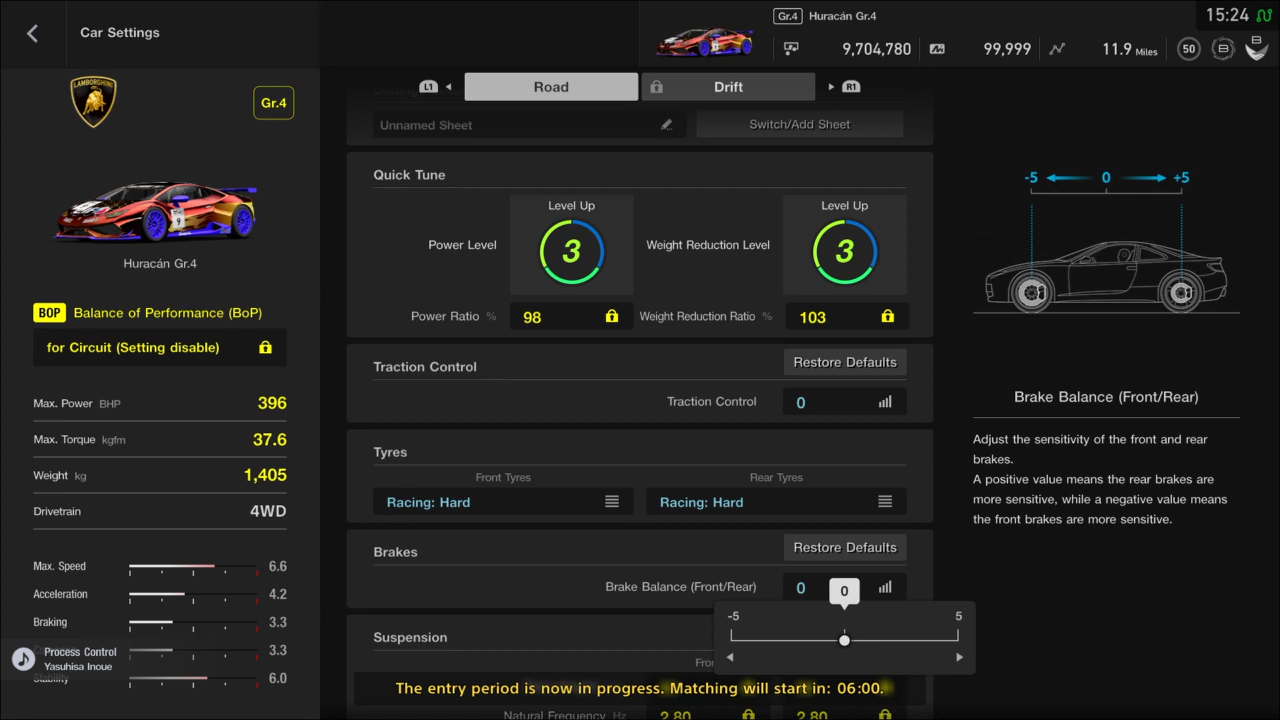 15:24
Car Settings
Gr.4 Huracán Gr.4
9,704,780 99,999 11.9 Miles 50 B B
LAMBORGHINI
Gr.4
Huracán Gr.4
BOP Balance of Performance (BoP)
for Circuit (Setting disable)
Max. Power BHP 396
Max. Torque kgfm 37.6
Weight kg 1,405
Drivetrain 4WD
Max. Speed 6.6
Acceleration 4.2
Braking 3.3
3.3
Stability 6.0
Process Control
Yasuhisa Inoue
L1 Road Drift R1
Unnamed Sheet Switch/Add Sheet
Quick Tune
Level Up Level Up
Power Level 3 Weight Reduction Level 3
Power Ratio % 98 Weight Reduction Ratio % 103
Traction Control Restore Defaults
Traction Control 0
Tyres
Front Tyres Rear Tyres
Racing: Hard Racing: Hard
Brakes Restore Defaults
Brake Balance (Front/Rear) 0 0
-5 5
Suspension
The entry period is now in progress. Matching will start in: 06:00.
Natural Frequency Hz 2.80 2.80
-5 0 +5
Brake Balance (Front/Rear)
Adjust the sensitivity of the front and rear
brakes.
A positive value means the rear brakes are
more sensitive, while a negative value means
the front brakes are more sensitive.